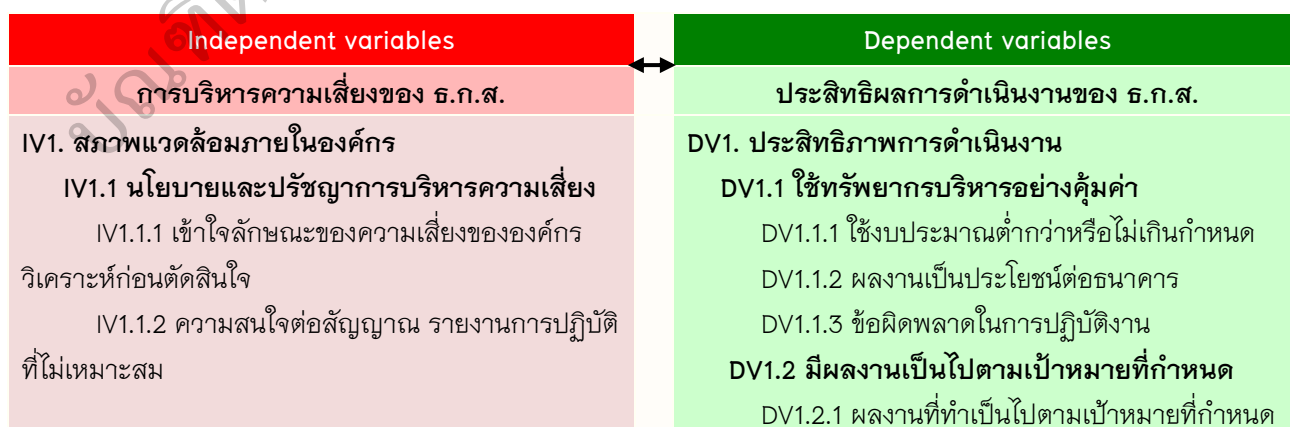 Independent variables
การบริหารความเสี่ยงของ ธ.ก.ส.
IV1. สภาพแวดล้อมภายในองค์กร
IV1.1 นโยบายและปรัชญาการบริหารความเสี่ยง
IV1.1.1 เข้าใจลักษณะของความเสี่ยงขององค์กร
วิเคราะห์ก่อนตัดสินใจ
IV1.1.2 ความสนใจต่อสัญญาณ รายงานการปฏิบัติ
ที่ไม่เหมาะสม
Dependent variables
ประสิทธิผลการดำเนินงานของ ธ.ก.ส.
DV1. ประสิทธิภาพการดำเนินงาน
DV1.1 ใช้ทรัพยากรบริหารอย่างคุ้มค่า
DV1.1.1 ใช้งบประมาณต่ำกว่าหรือไม่เกินกำหนด
DV1.1.2 ผลงานเป็นประโยชน์ต่อธนาคาร
DV1.1.3 ข้อผิดพลาดในการปฏิบัติงาน
DV1.2 มีผลงานเป็นไปตามเป้าหมายที่กำหนด
DV1.2.1 ผลงานที่ทำเป็นไปตามเป้าหมายที่กำหนด